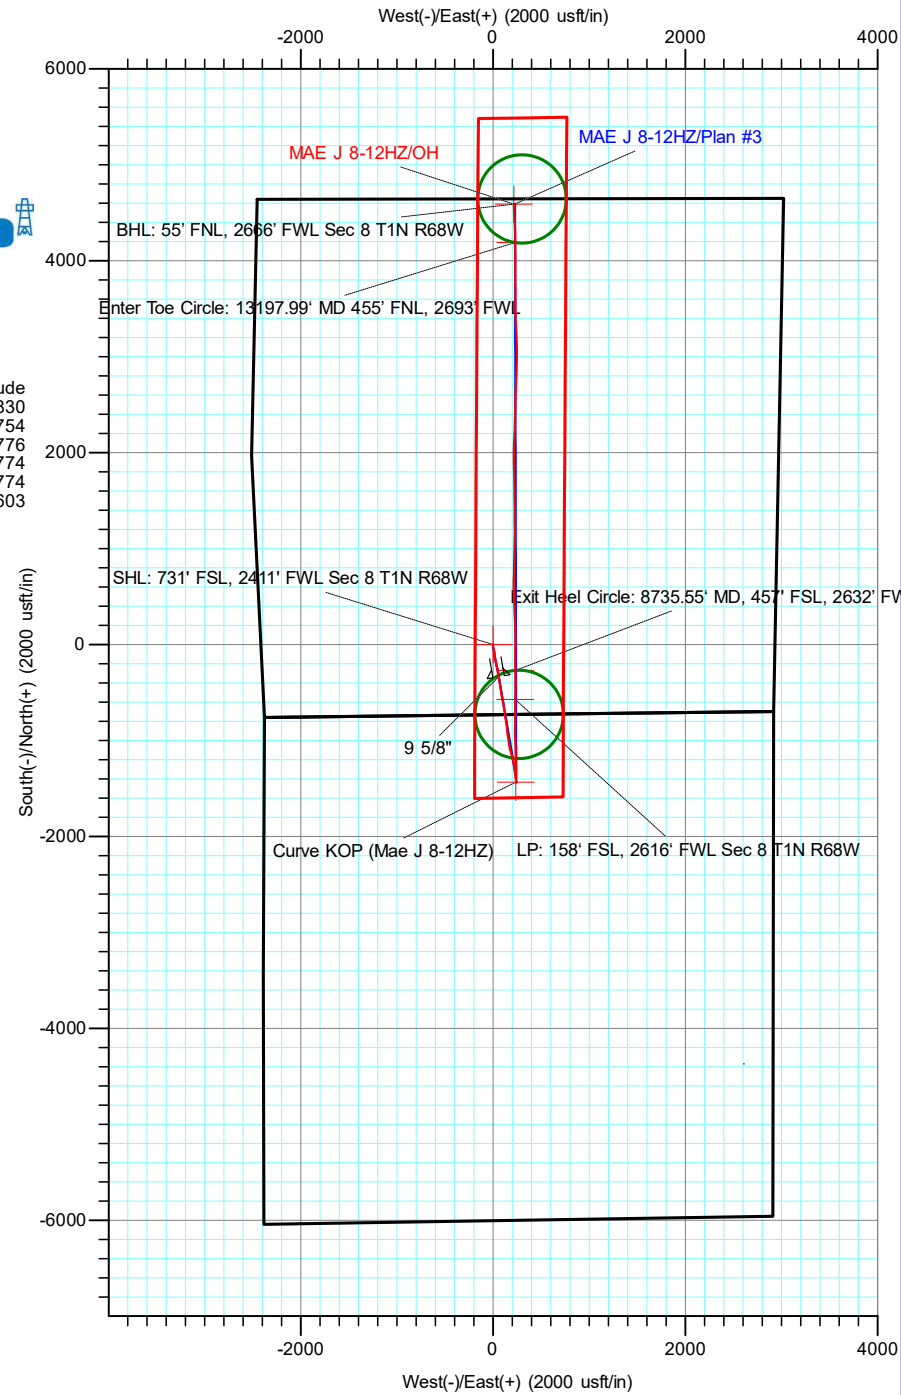 West(-)/East(+) (2000 usft/in)
-2000 0 2000 4000
6000
MAE J 8-12HZ/Plan #3
MAE J 8-12HZ/OH
BHL: 55' FNL, 2666' FWL Sec 8 T1N R68W
4000
Enter Toe Circle: 13197.99' MD 455' FNL, 2693' FWL
ude
330
754
776
774
774
603
2000
SHL: 731' FSL, 2411' FWL Sec 8 T1N R68W
Exit Heel Circle: 8735.55' MD, 457' FSL, 2632' FW
0
South(-)/North(+) (2000 usft/in)
9 5/8"
-2000
Curve KOP (Mae J 8-12HZ)
LP: 158' FSL, 2616' FWL Sec 8 T1N R68W
-4000
-6000
-2000 0 2000 4000
West(-)/East(+) (2000 usft/in)